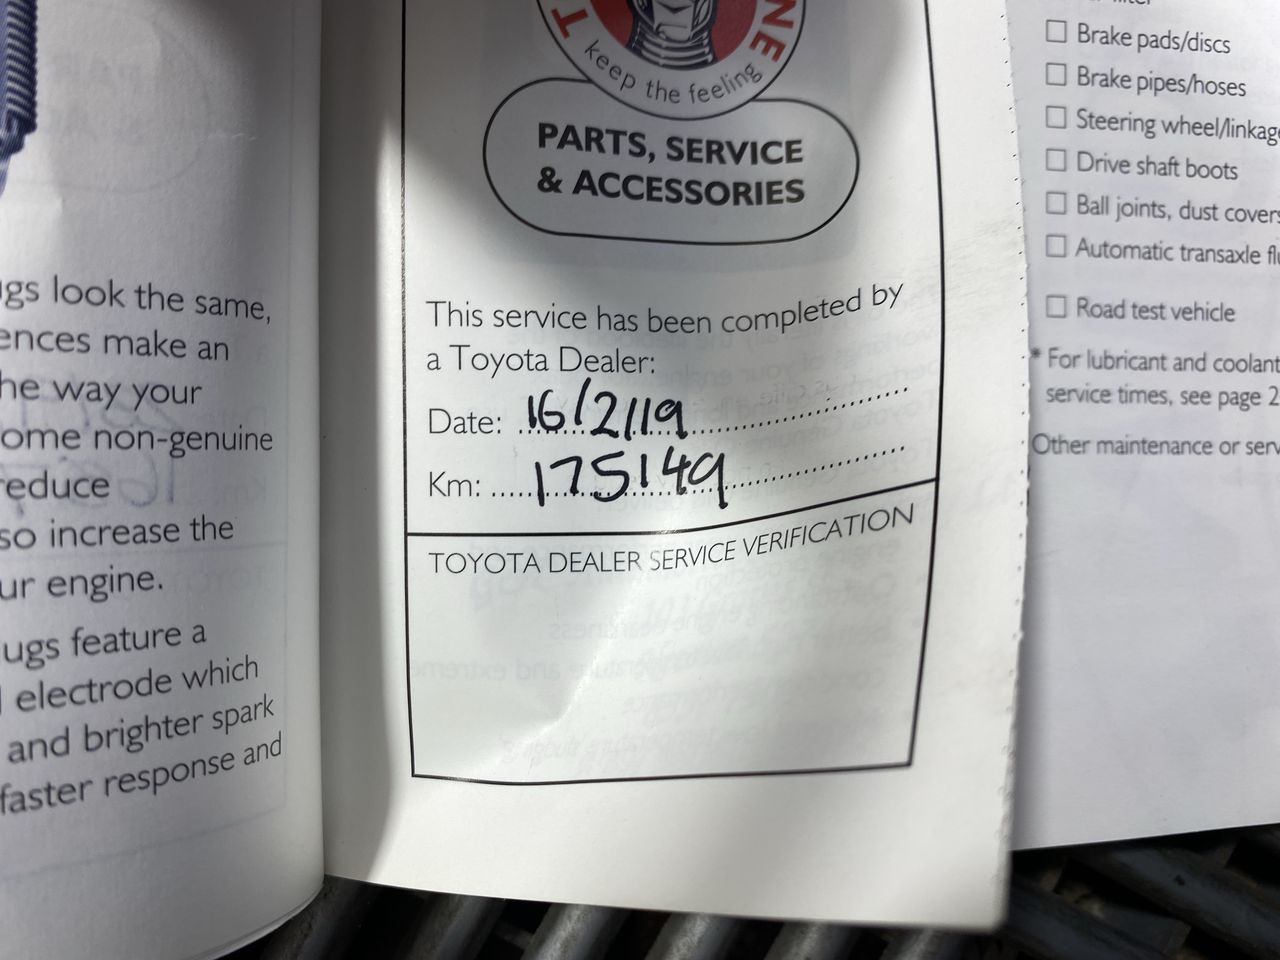 ugs look the same,
ences make an
he way your
ome non-genuine
reduce
so increase the
ur engine.
ugs feature a
electrode which
and brighter spark
faster response and
T NE
keep the feeling
PARTS, SERVICE
& ACCESSORIES
This service has been completed by
a Toyota Dealer:
Date: 16/2/19
Km: 175149
TOYOTA DEALER SERVICE VERIFICATION
Brake pads/discs
Brake pipes/hoses
Steering wheel/linkage
Drive shaft boots
Ball joints, dust covers
Automatic transaxle flu
Road test vehicle
* For lubricant and coolant
service times, see page 2
Other maintenance or serv